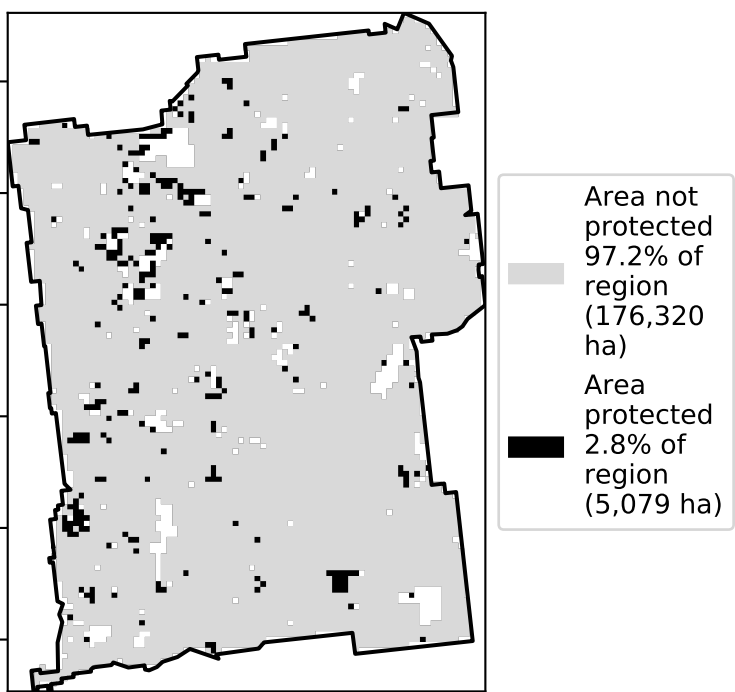 Area not
protected
97.2% of
region
(176,320
ha)
Area
protected
2.8% of
region
(5,079 ha)